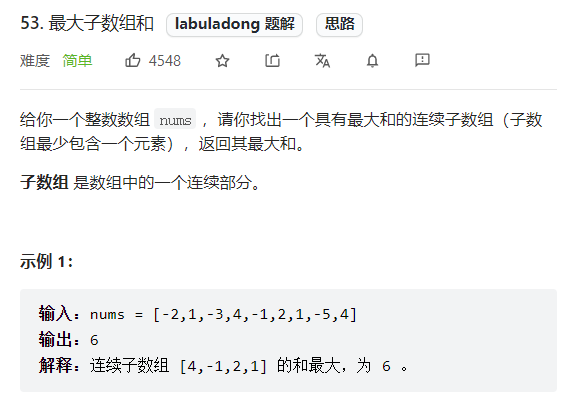 53. 最大子数组和 labuladong 题解 思路
难度 简单 4548
给你一个整数数组 nums ，请你找出一个具有最大和的连续子数组（子数
组最少包含一个元素），返回其最大和。
子数组 是数组中的一个连续部分。
示例 1：
输入：nums = [-2,1,-3,4,-1,2,1,-5,4]
输出：6
解释：连续子数组 [4,-1,2,1] 的和最大，为 6 。